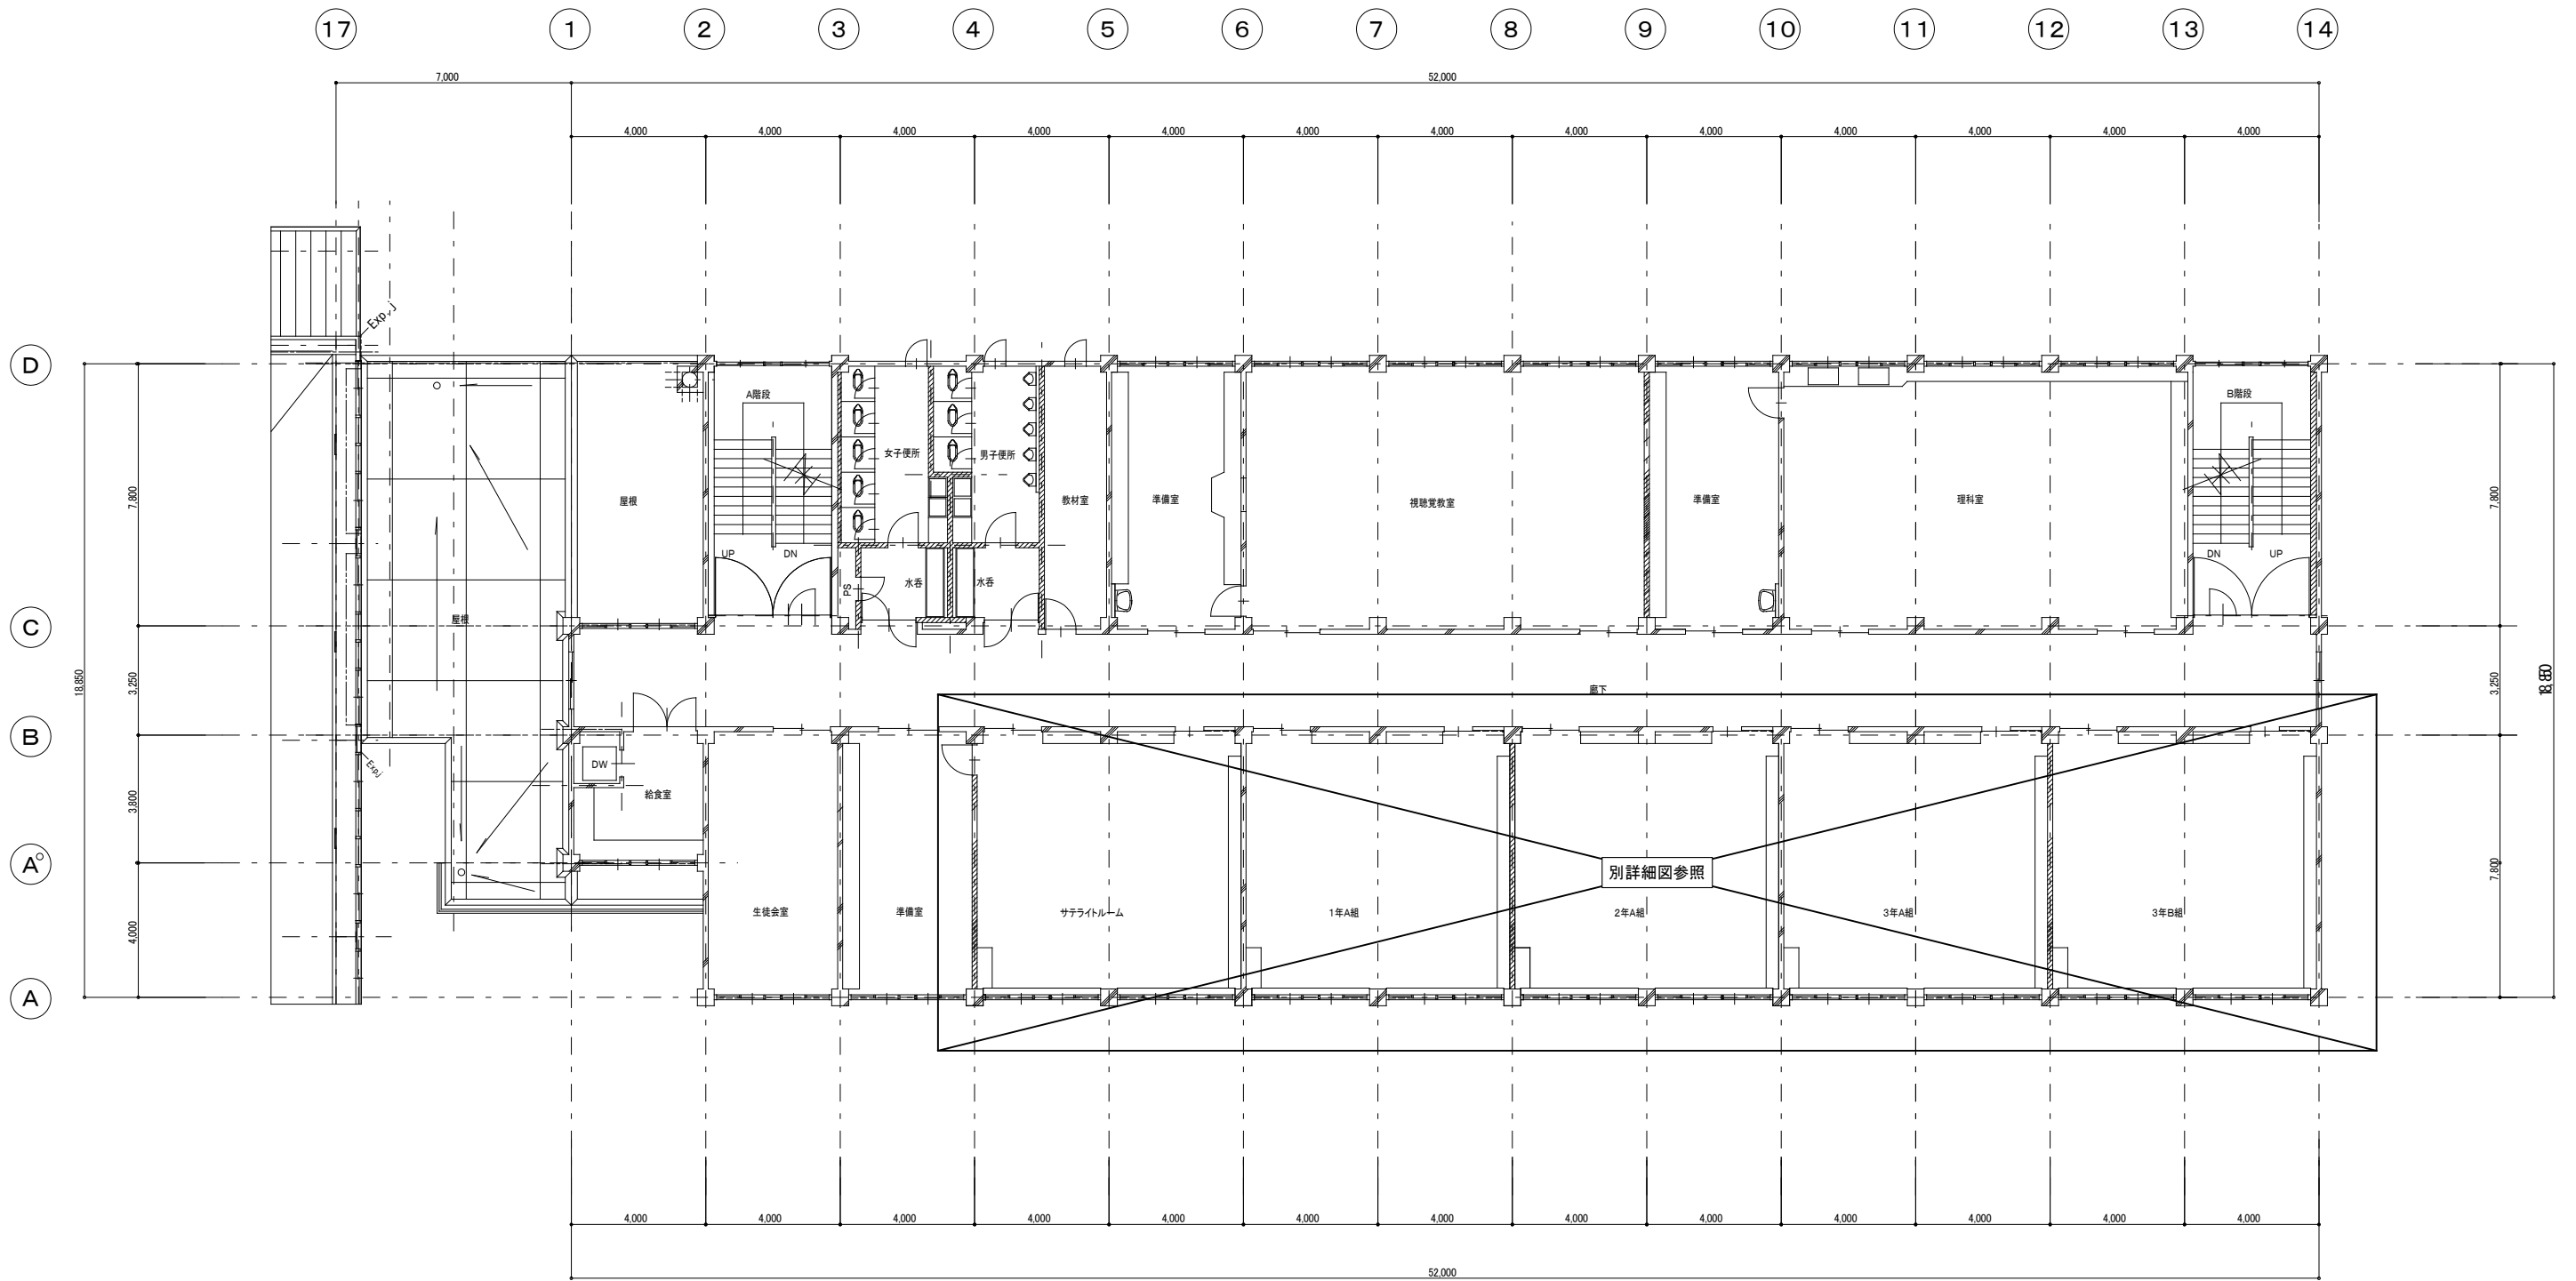 17 1 2 3 4 5 6 7 8 9 10 11 12 13 14
7,000 52,000
4,000 4,000 4,000 4,000 4,000 4,000 4,000 4,000 4,000 4,000 4,000 4,000 4,000
Exp,j
D
A階段 B階段
女子便所 男子便所
屋根 教材室 準備室 視聴覚教室 準備室 理科室
7,800 7,800
UP DN DN UP
PS 水呑 水呑
屋根
C
18,850 3,250 3,250 18,850
廊下
B
Exp,j
DW
給食室
3,800
A°
別詳細図参照
7,800
生徒会室 準備室 サテライトルーム 1年A組 2年A組 3年A組 3年B組
4,000
A
4,000 4,000 4,000 4,000 4,000 4,000 4,000 4,000 4,000 4,000 4,000 4,000 4,000
52,000